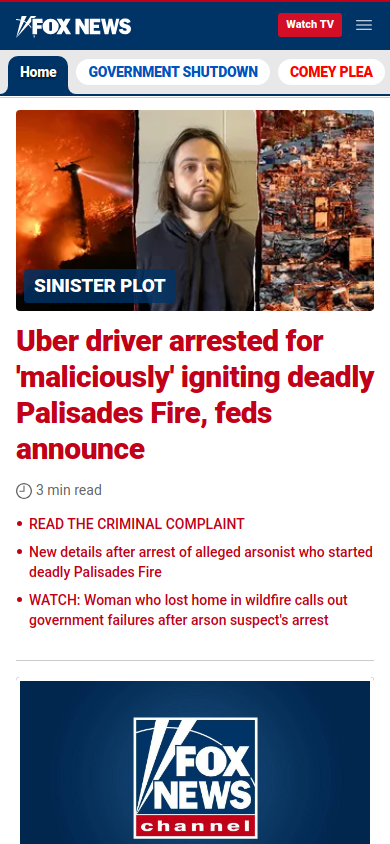 FOX NEWS
Watch TV
Home
GOVERNMENT SHUTDOWN
COMEY PLEA
SINISTER PLOT
Uber driver arrested for
'maliciously' igniting deadly
Palisades Fire, feds
announce
3 min read
• READ THE CRIMINAL COMPLAINT
• New details after arrest of alleged arsonist who started
deadly Palisades Fire
• WATCH: Woman who lost home in wildfire calls out
government failures after arson suspect's arrest
FOX
NEWS
channel